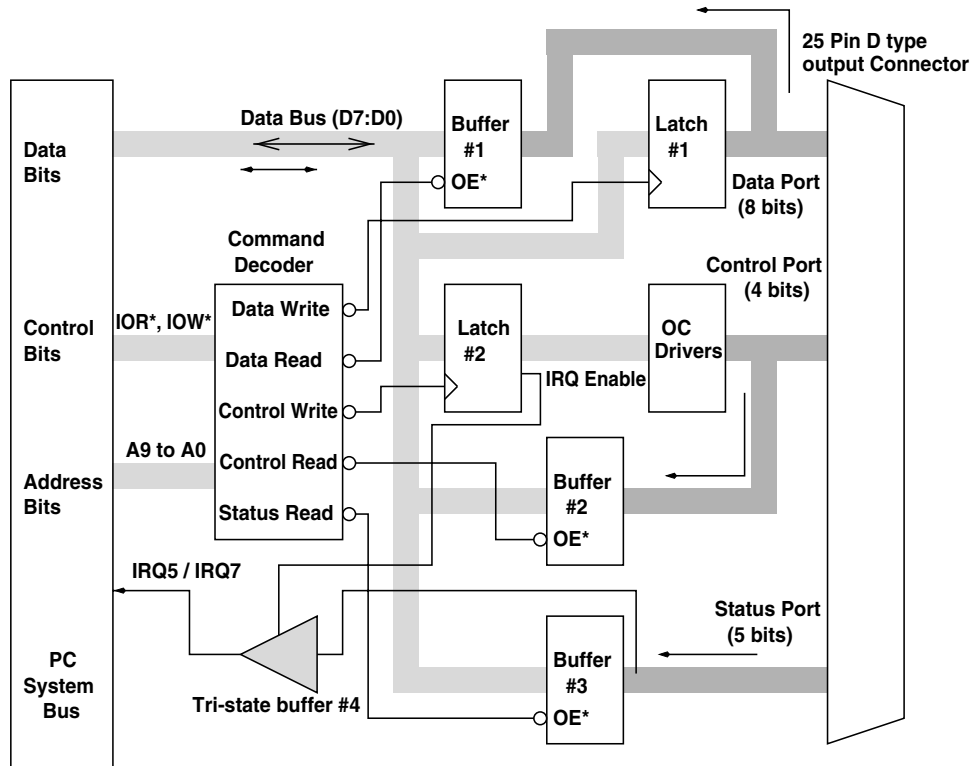 25 Pin D type
output Connector
Data Bus (D7:D0)
Buffer
#1
OE*
Latch
#1
Data
Bits
Data Port
(8 bits)
Command
Decoder
Control Port
(4 bits)
Data Write
IOR*, IOW*
Control
Bits
Latch
#2
OC
Drivers
Data Read
IRQ Enable
Control Write
A9 to A0
Control Read
Address
Bits
Buffer
#2
OE*
Status Read
IRQ5 / IRQ7
Status Port
(5 bits)
PC
System
Bus
Buffer
#3
OE*
Tri-state buffer #4